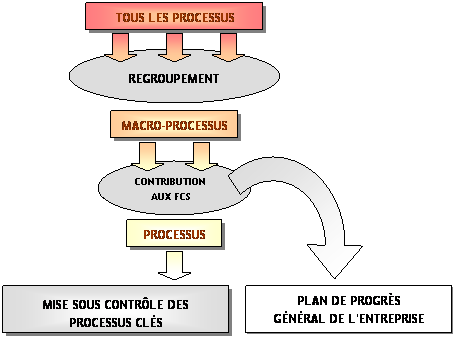 TOUS LES PROCESSUS
REGROUPEMENT
MACRO-PROCESSUS
CONTRIBUTION
AUX FCS
PROCESSUS
MISE SOUS CONTRÔLE DES
PROCESSUS CLÉS
PLAN DE PROGRÈS
GÉNÉRAL DE L'ENTREPRISE